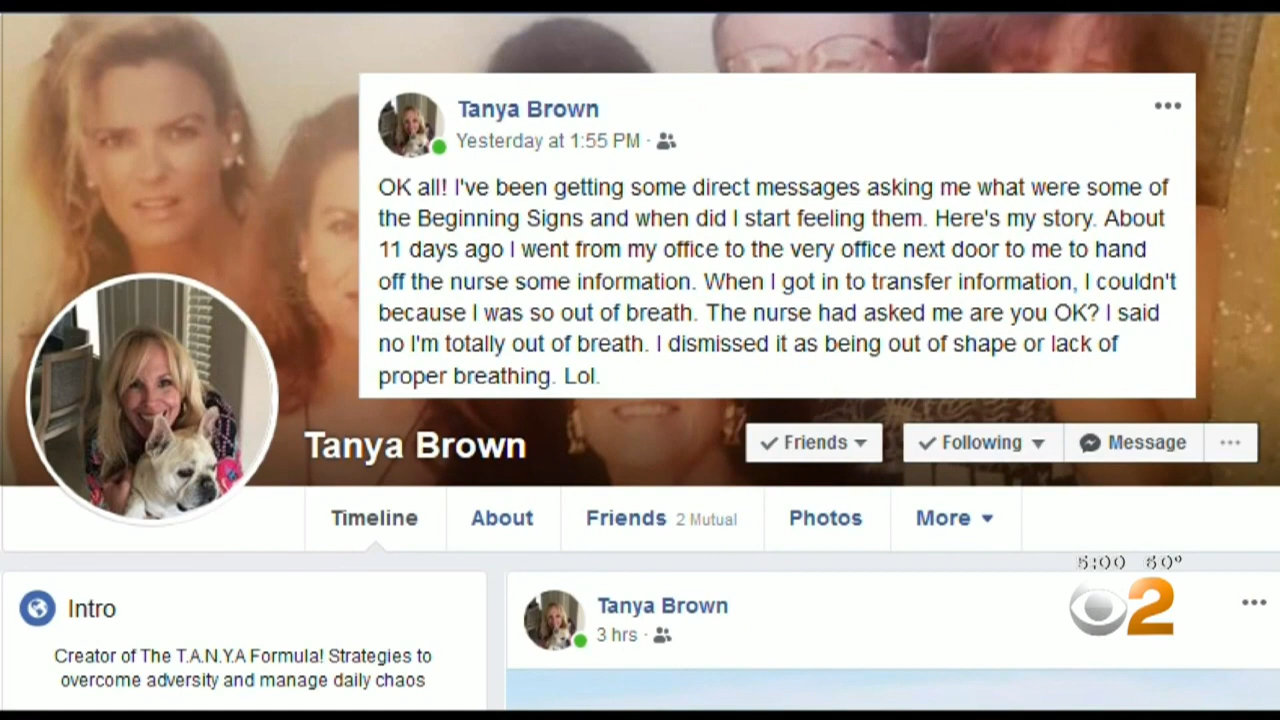 Tanya Brown
Yesterday at 1:55 PM ·
OK all! I've been getting some direct messages asking me what were some of
the Beginning Signs and when did I start feeling them. Here's my story. About
11 days ago I went from my office to the very office next door to me to hand
off the nurse some information. When I got in to transfer information, I couldn't
because I was so out of breath. The nurse had asked me are you OK? I said
no I'm totally out of breath. I dismissed it as being out of shape or lack of
proper breathing. Lol.
Tanya Brown
Friends
Following
Message
Timeline
About
Friends 2 Mutual
Photos
More
5:00 60°
2
Intro
Creator of The T.A.N.Y.A Formula! Strategies to
overcome adversity and manage daily chaos
Tanya Brown
3 hrs ·